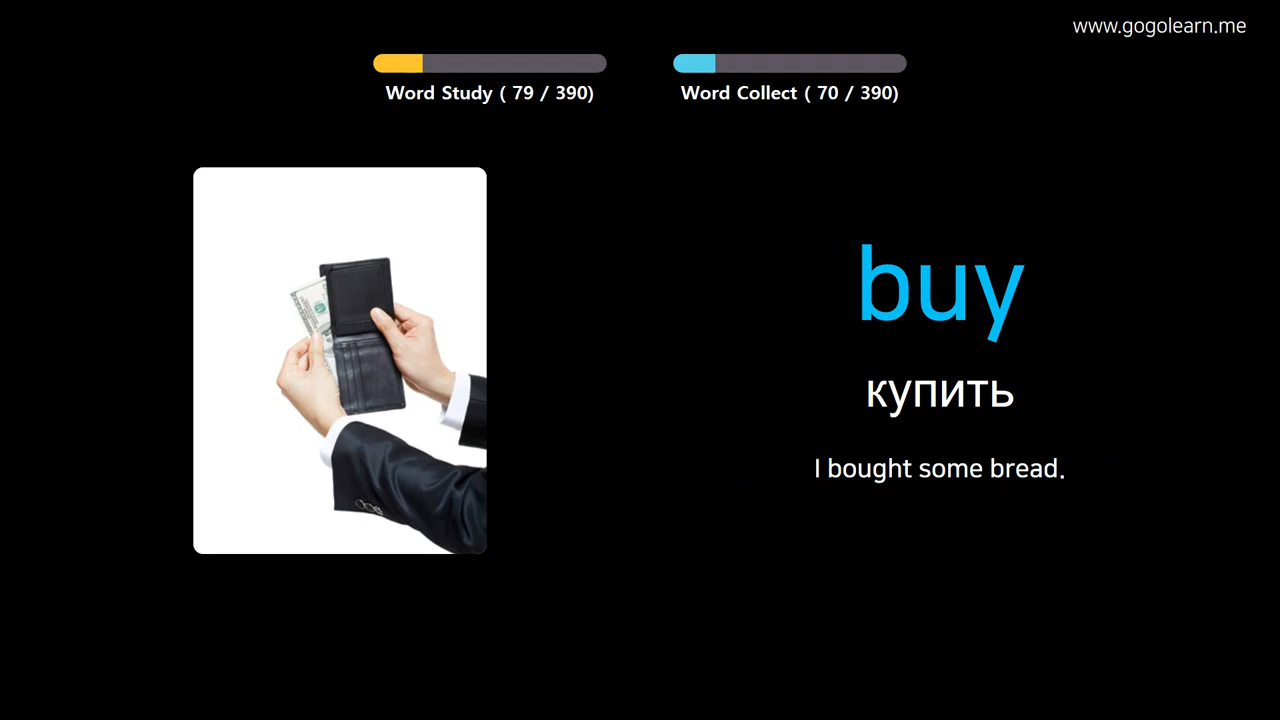 www.gogolearn.me
Word Study ( 79 / 390)
Word Collect ( 70 / 390)
buy
купить
I bought some bread.